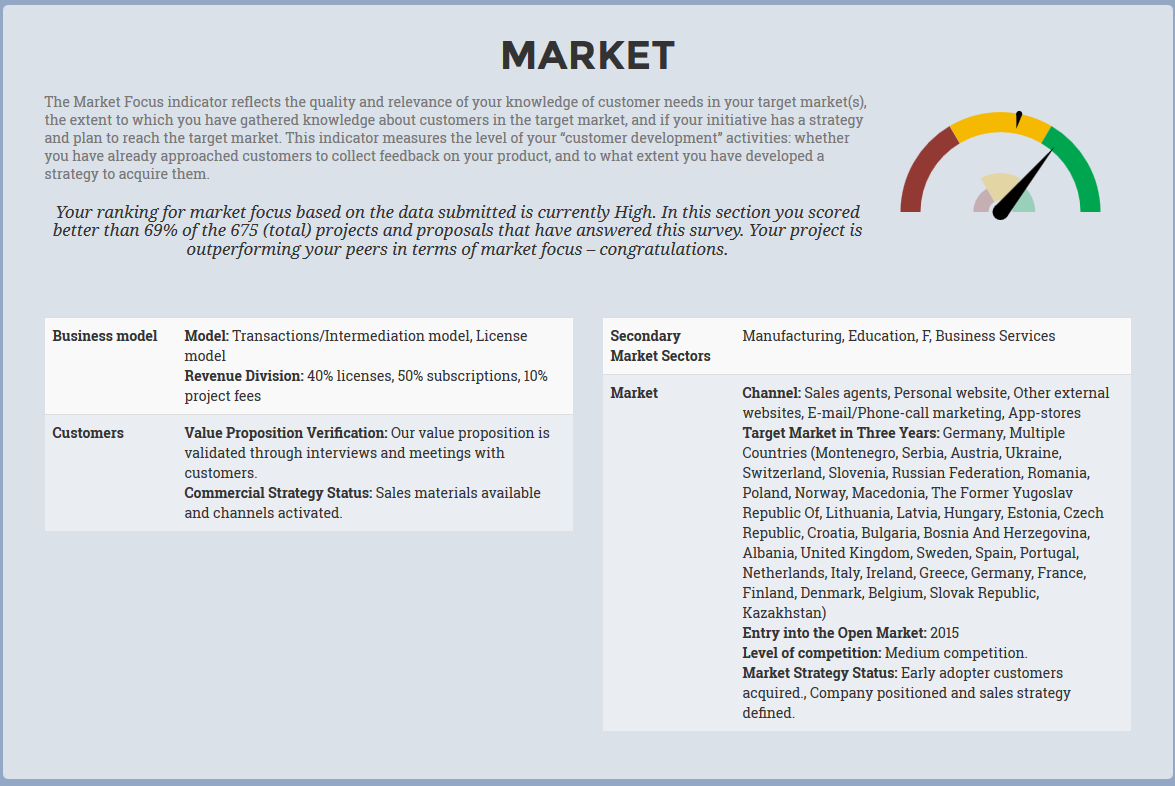 MARKET
The Market Focus indicator reflects the quality and relevance of your knowledge of customer needs in your target market(s),
the extent to which you have gathered knowledge about customers in the target market, and if your initiative has a strategy
and plan to reach the target market. This indicator measures the level of your “customer development” activities: whether
you have already approached customers to collect feedback on your product, and to what extent you have developed a
strategy to acquire them.
Your ranking for market focus based on the data submitted is currently High. In this section you scored
better than 69% of the 675 (total) projects and proposals that have answered this survey. Your project is
outperforming your peers in terms of market focus – congratulations.
Business model
Model: Transactions/Intermediation model, License
model
Revenue Division: 40% licenses, 50% subscriptions, 10%
project fees
Customers
Value Proposition Verification: Our value proposition is
validated through interviews and meetings with
customers.
Commercial Strategy Status: Sales materials available
and channels activated.
Secondary
Market Sectors
Manufacturing, Education, F, Business Services
Market
Channel: Sales agents, Personal website, Other external
websites, E-mail/Phone-call marketing, App-stores
Target Market in Three Years: Germany, Multiple
Countries (Montenegro, Serbia, Austria, Ukraine,
Switzerland, Slovenia, Russian Federation, Romania,
Poland, Norway, Macedonia, The Former Yugoslav
Republic Of, Lithuania, Latvia, Hungary, Estonia, Czech
Republic, Croatia, Bulgaria, Bosnia And Herzegovina,
Albania, United Kingdom, Sweden, Spain, Portugal,
Netherlands, Italy, Ireland, Greece, Germany, France,
Finland, Denmark, Belgium, Slovak Republic,
Kazakhstan)
Entry into the Open Market: 2015
Level of competition: Medium competition.
Market Strategy Status: Early adopter customers
acquired., Company positioned and sales strategy
defined.